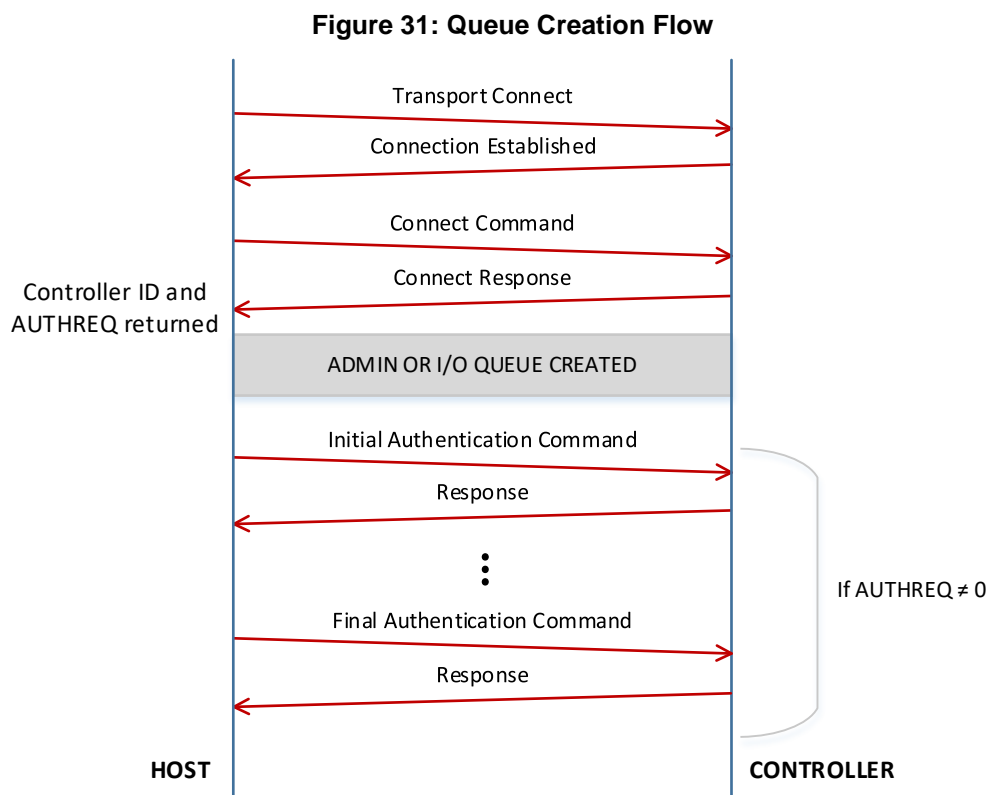 Figure 31: Queue Creation Flow
Transport Connect
Connection Established
Connect Command
Connect Response
Controller ID and
AUTHREQ returned
ADMIN OR I/O QUEUE CREATED
Initial Authentication Command
Response
If AUTHREQ ≠ 0
Final Authentication Command
Response
HOST
CONTROLLER